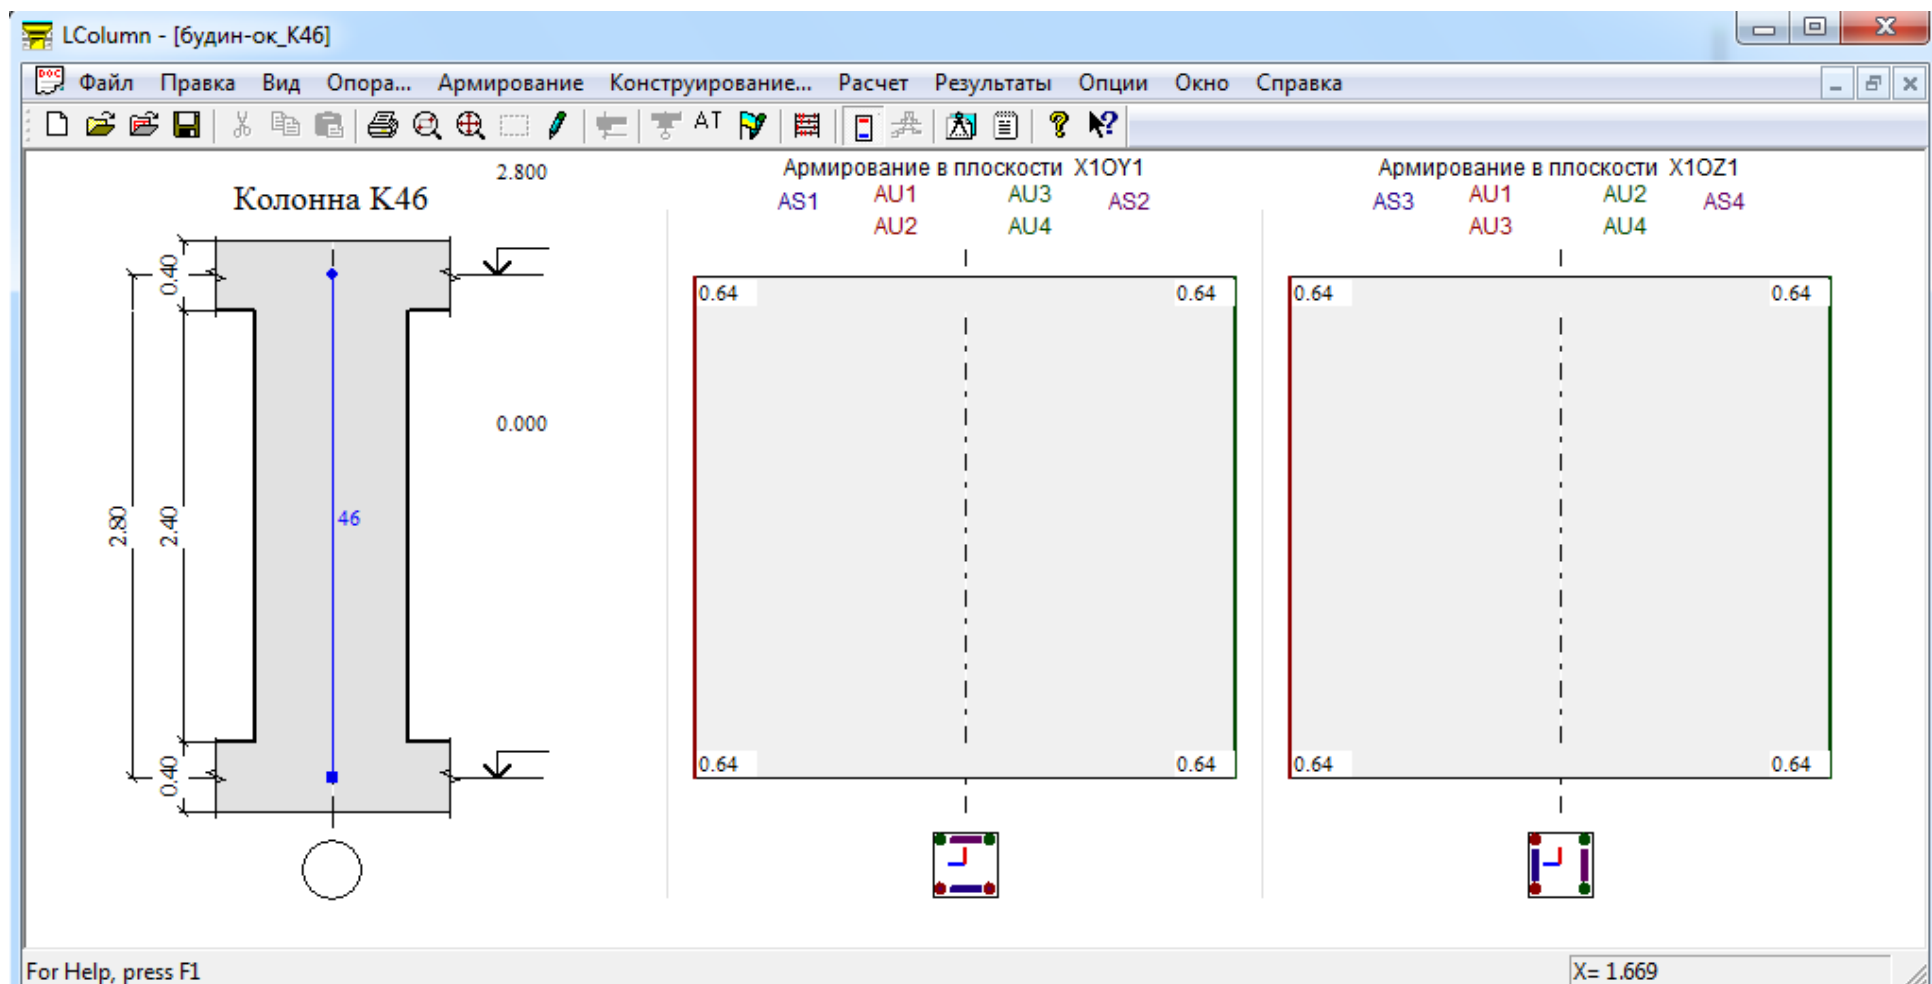 LColumn - [будин-ок_К46]
Файл Правка Вид Опора... Армирование Конструирование... Расчет Результаты Опции Окно Справка
AT
Колонна К46
2.800
0.40
2.80
2.40
46
0.000
0.40
Армирование в плоскости X1OY1
AS1 AU1 AU3 AS2
AU2 AU4
0.64 0.64
0.64 0.64
Армирование в плоскости X1OZ1
AS3 AU1 AU2 AS4
AU3 AU4
0.64 0.64
0.64 0.64
For Help, press F1
X= 1.669